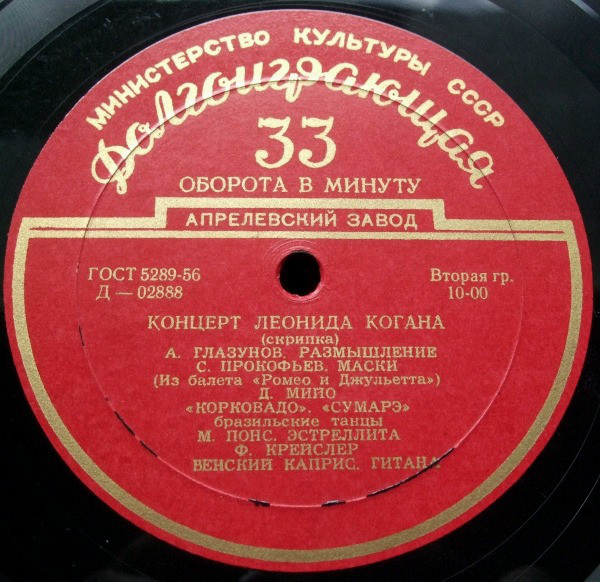 МИНИСТЕРСТВО КУЛЬТУРЫ СССР
Долгоиграющая
33
ОБОРОТА В МИНУТУ
АПРЕЛЕВСКИЙ ЗАВОД
ГОСТ 5289-56
Д — 02888
Вторая гр.
10-00
КОНЦЕРТ ЛЕОНИДА КОГАНА
(скрипка)
А. ГЛАЗУНОВ. РАЗМЫШЛЕНИЕ
С. ПРОКОФЬЕВ. МАСКИ
(Из балета «Ромео и Джульетта»)
Д. МИЙО
«КОРКОВАДО». «СУМАРЭ»
бразильские танцы
М. ПОНС. ЭСТРЕЛЛИТА
Ф. КРЕЙСЛЕР
ВЕНСКИЙ КАПРИС. ГИТАНА